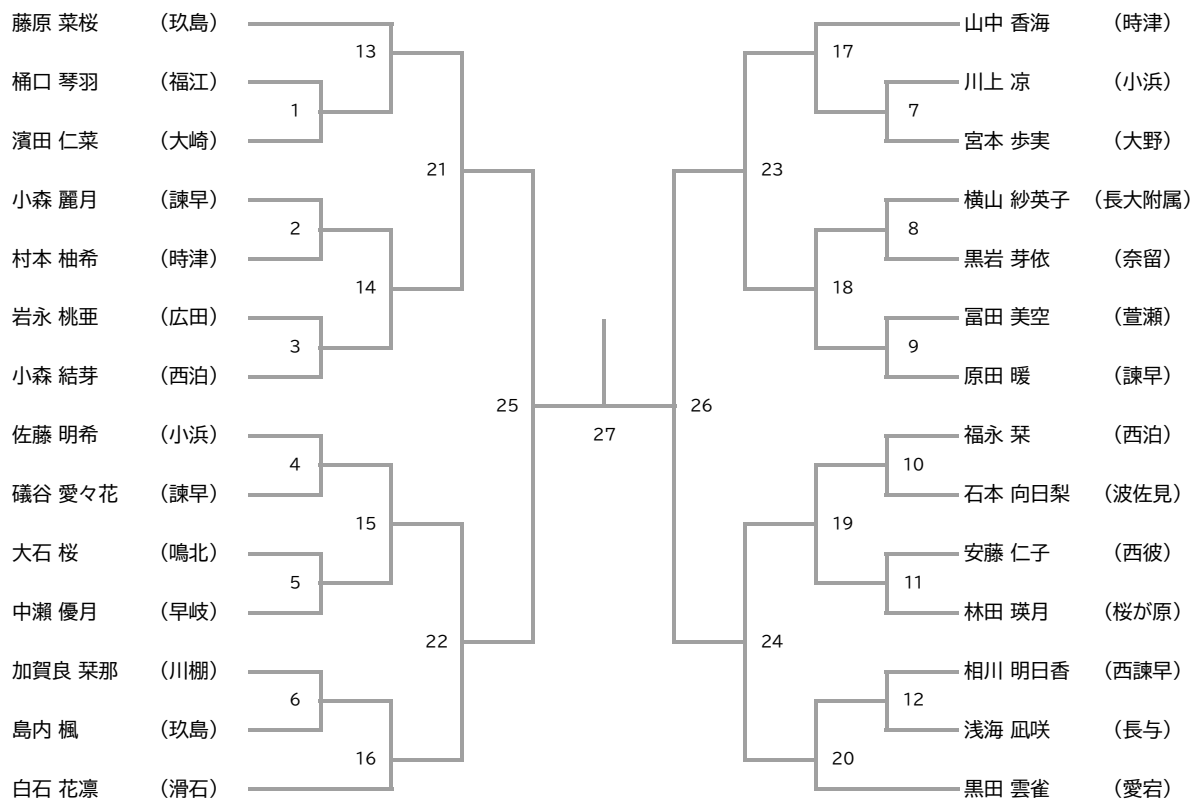 藤原 菜桜 （玖島）
13
桶口 琴羽 （福江）
1
濱田 仁菜 （大崎）
21
小森 麗月 （諫早）
2
村本 柚希 （時津）
14
岩永 桃亜 （広田）
3
小森 結芽 （西泊）
25
佐藤 明希 （小浜）
4
礒谷 愛々花 （諫早）
15
大石 桜 （鳴北）
5
中瀨 優月 （早岐）
22
加賀良 栞那 （川棚）
6
島内 楓 （玖島）
16
白石 花凛 （滑石）
27
山中 香海 （時津）
17
川上 凉 （小浜）
7
宮本 歩実 （大野）
23
横山 紗英子 （長大附属）
8
黒岩 芽依 （奈留）
18
冨田 美空 （萱瀬）
9
原田 暖 （諫早）
26
福永 栞 （西泊）
10
石本 向日梨 （波佐見）
19
安藤 仁子 （西彼）
11
林田 瑛月 （桜が原）
24
相川 明日香 （西諫早）
12
浅海 凪咲 （長与）
20
黒田 雲雀 （愛宕）